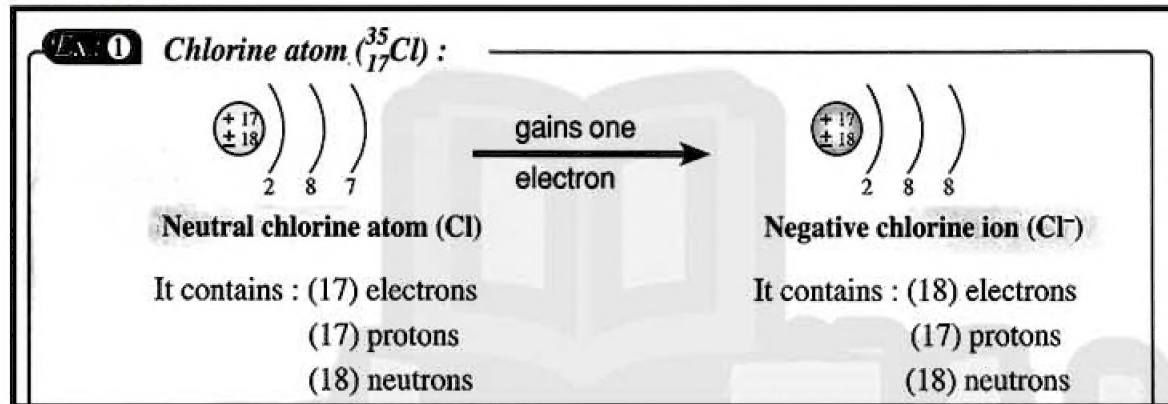 Ex. 1 Chlorine atom (³⁵₁₇Cl) :
+ 17
± 18
2 8 7
gains one
electron
+ 17
± 18
2 8 8
Neutral chlorine atom (Cl)
Negative chlorine ion (Cl⁻)
It contains : (17) electrons
(17) protons
(18) neutrons
It contains : (18) electrons
(17) protons
(18) neutrons